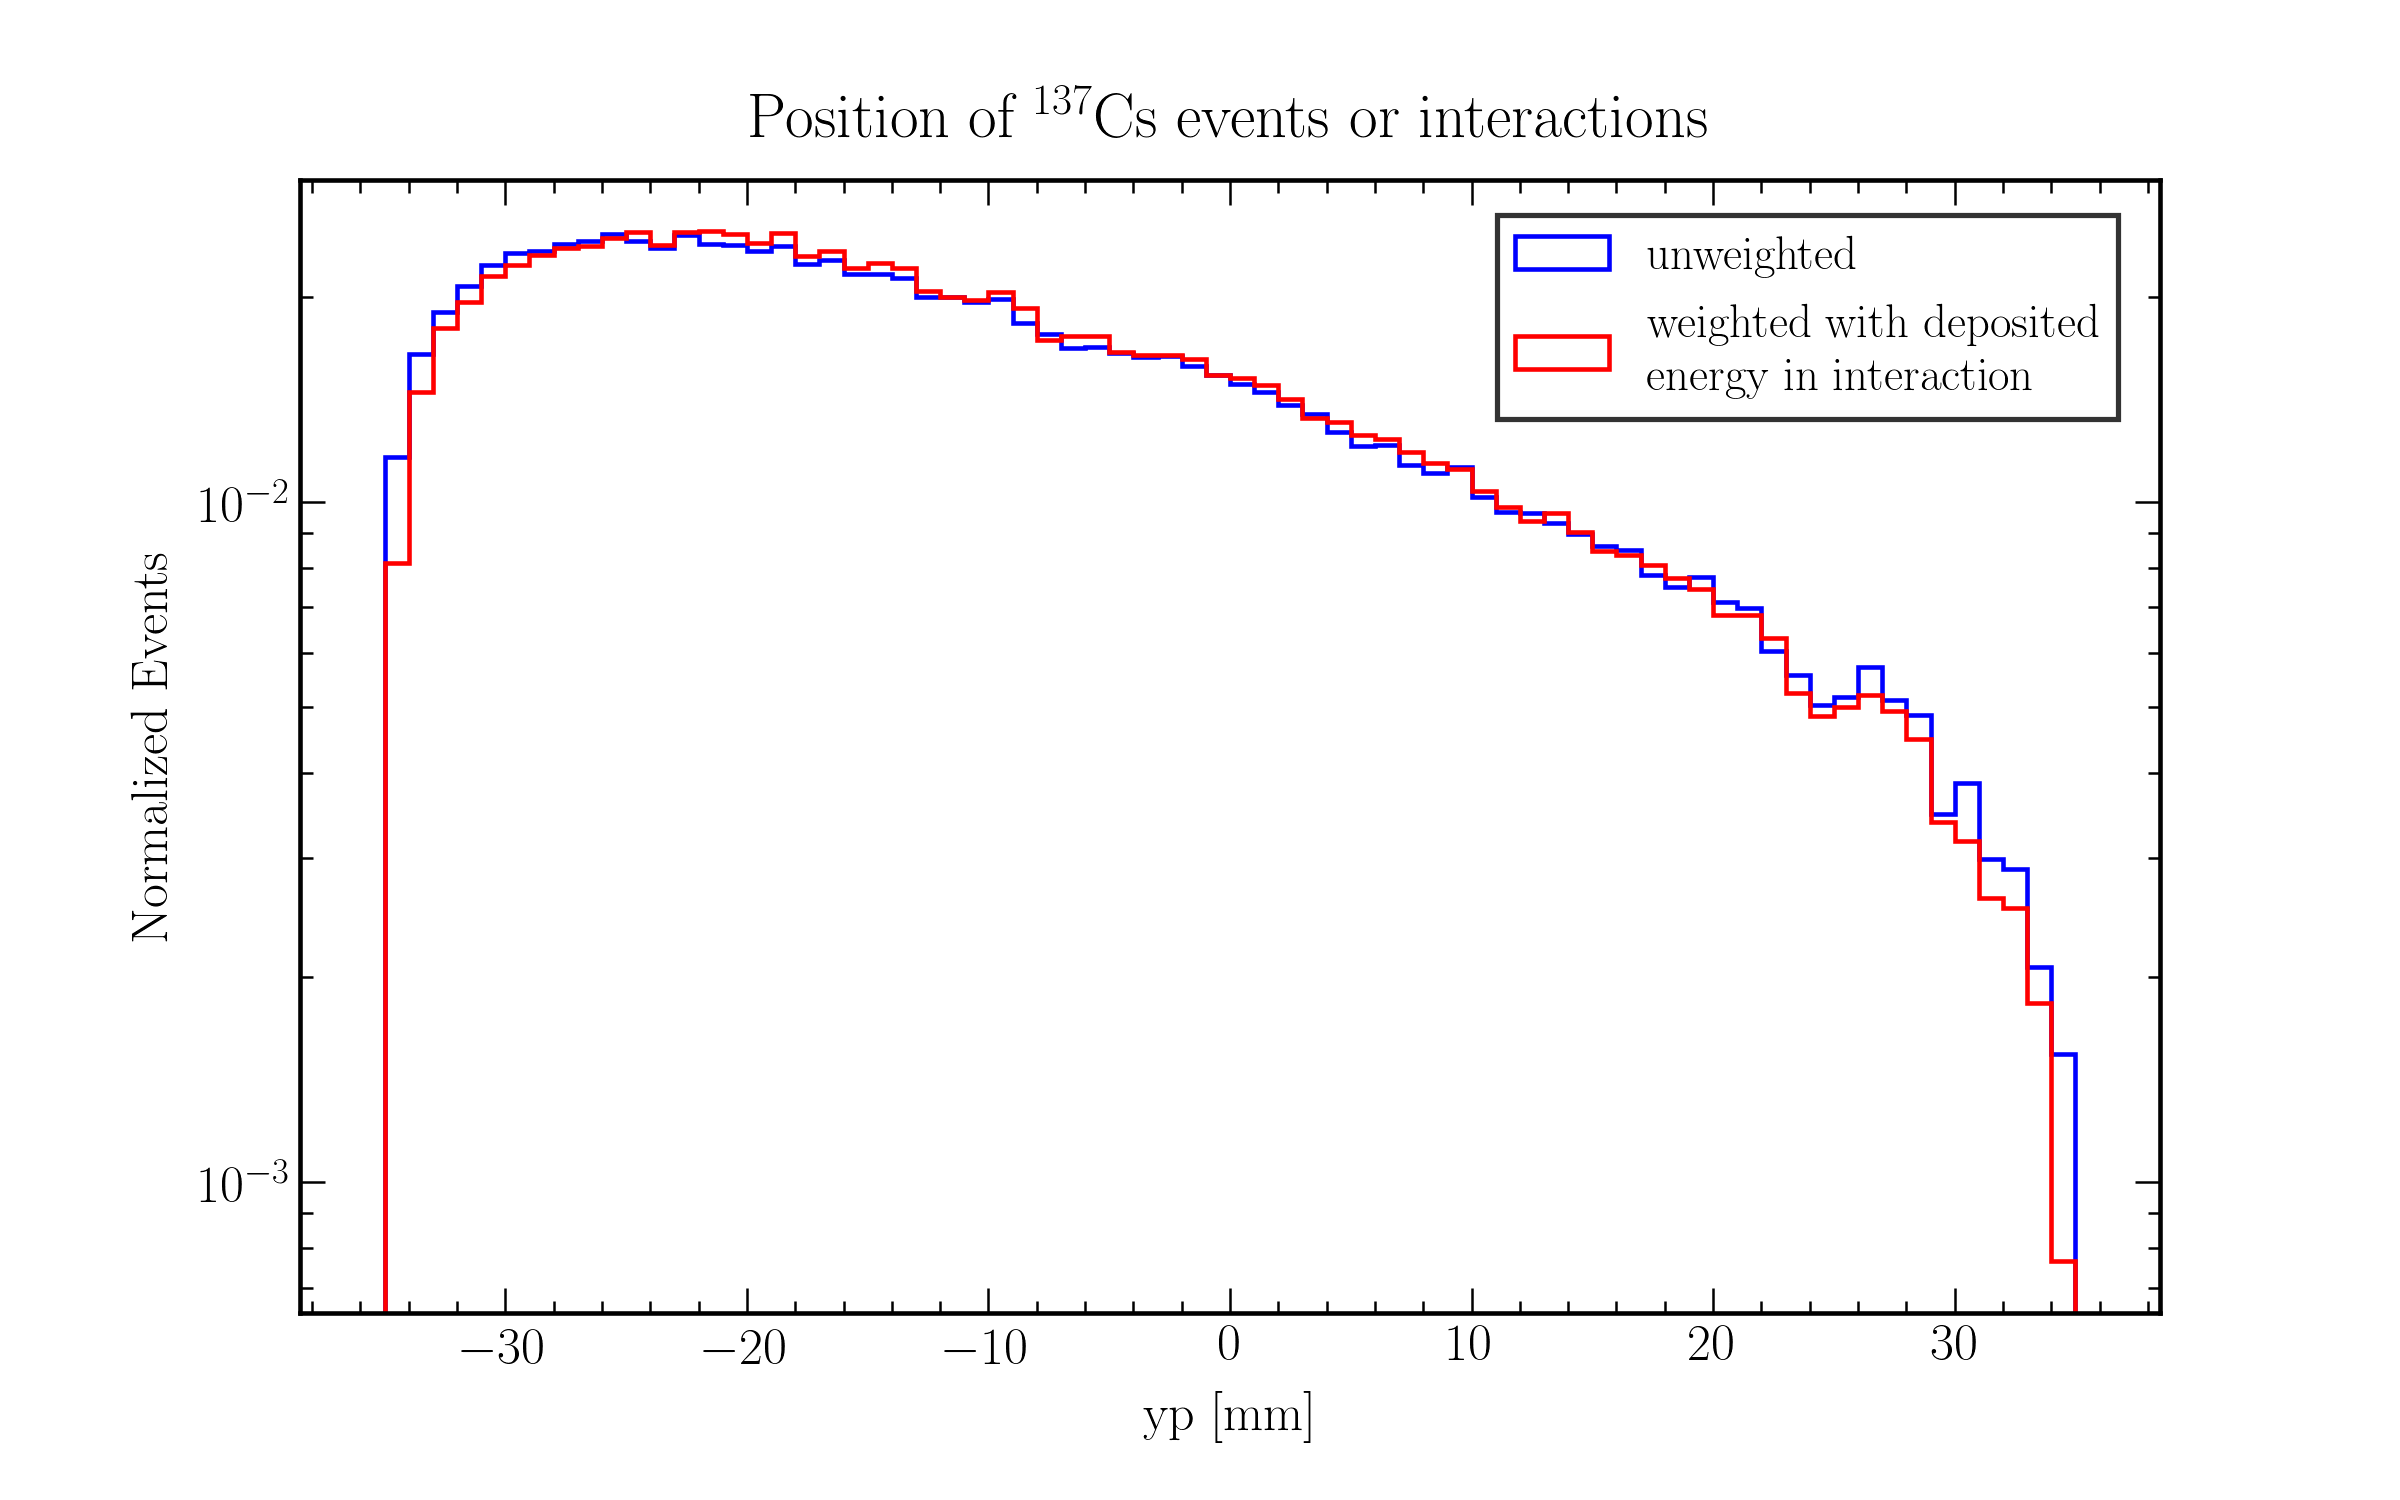 Position of ¹³⁷Cs events or interactions
unweighted
weighted with deposited
energy in interaction
Normalized Events
10⁻²
10⁻³
−30 −20 −10 0 10 20 30
yp [mm]